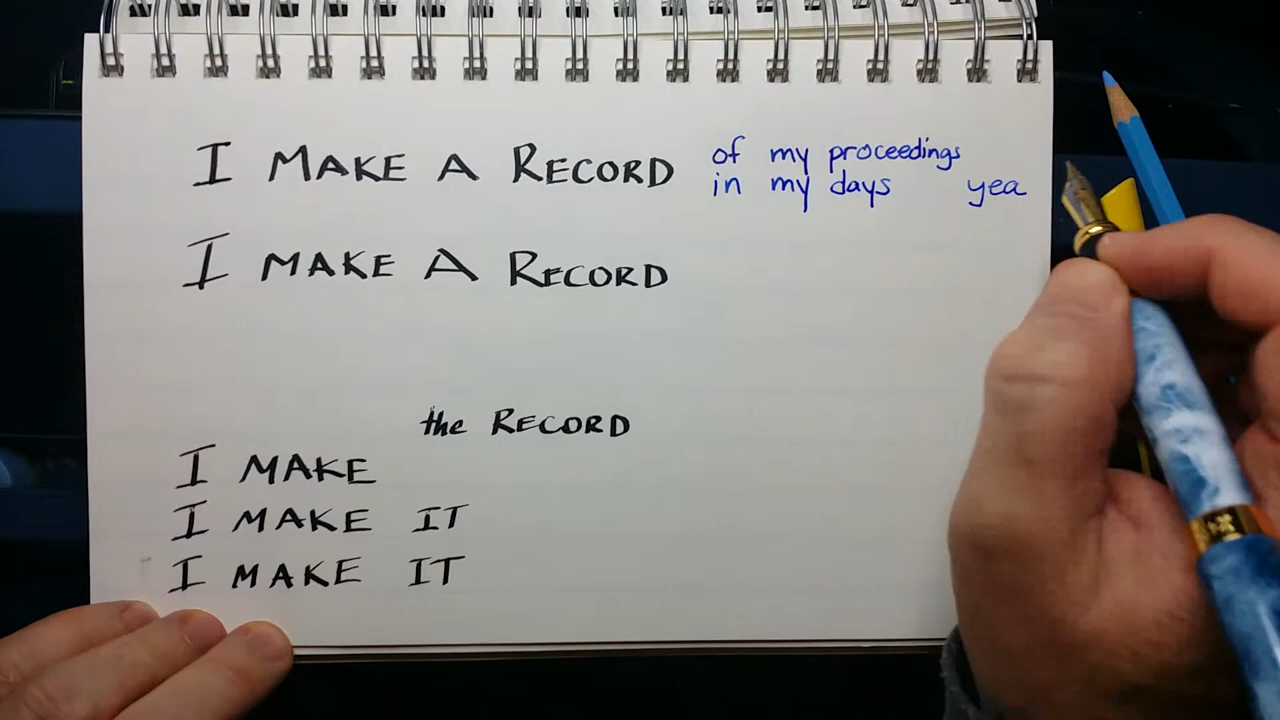 I MAKE A RECORD of my proceedings
in my days yea
I MAKE A RECORD
the RECORD
I MAKE
I MAKE IT
I MAKE IT